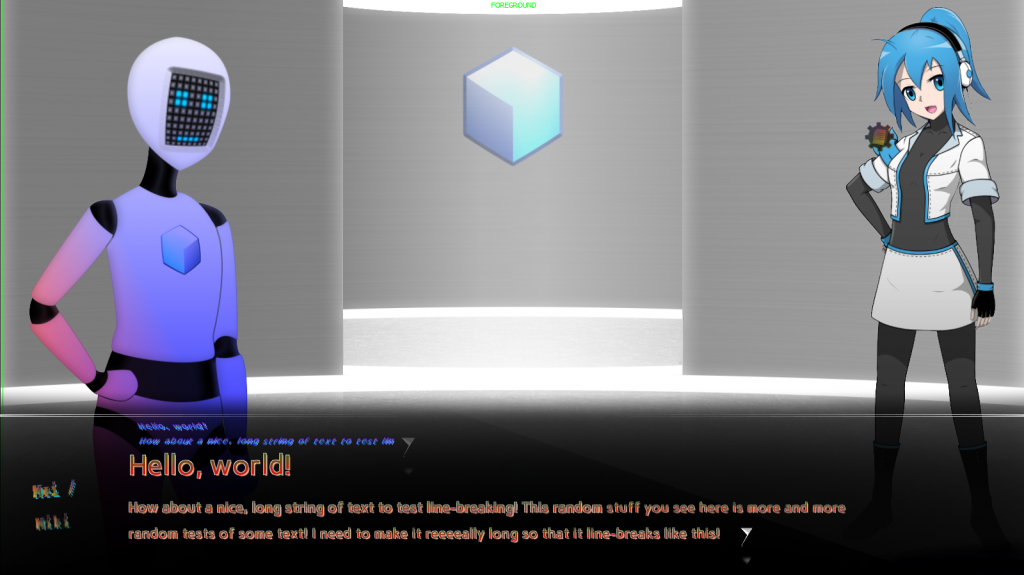 FOREGROUND
Hello, world!
How about a nice, long string of text to test lin
Hello, world!
How about a nice, long string of text to test line-breaking! This random stuff you see here is more and more
random tests of some text! I need to make it reeeeally long so that it line-breaks like this!